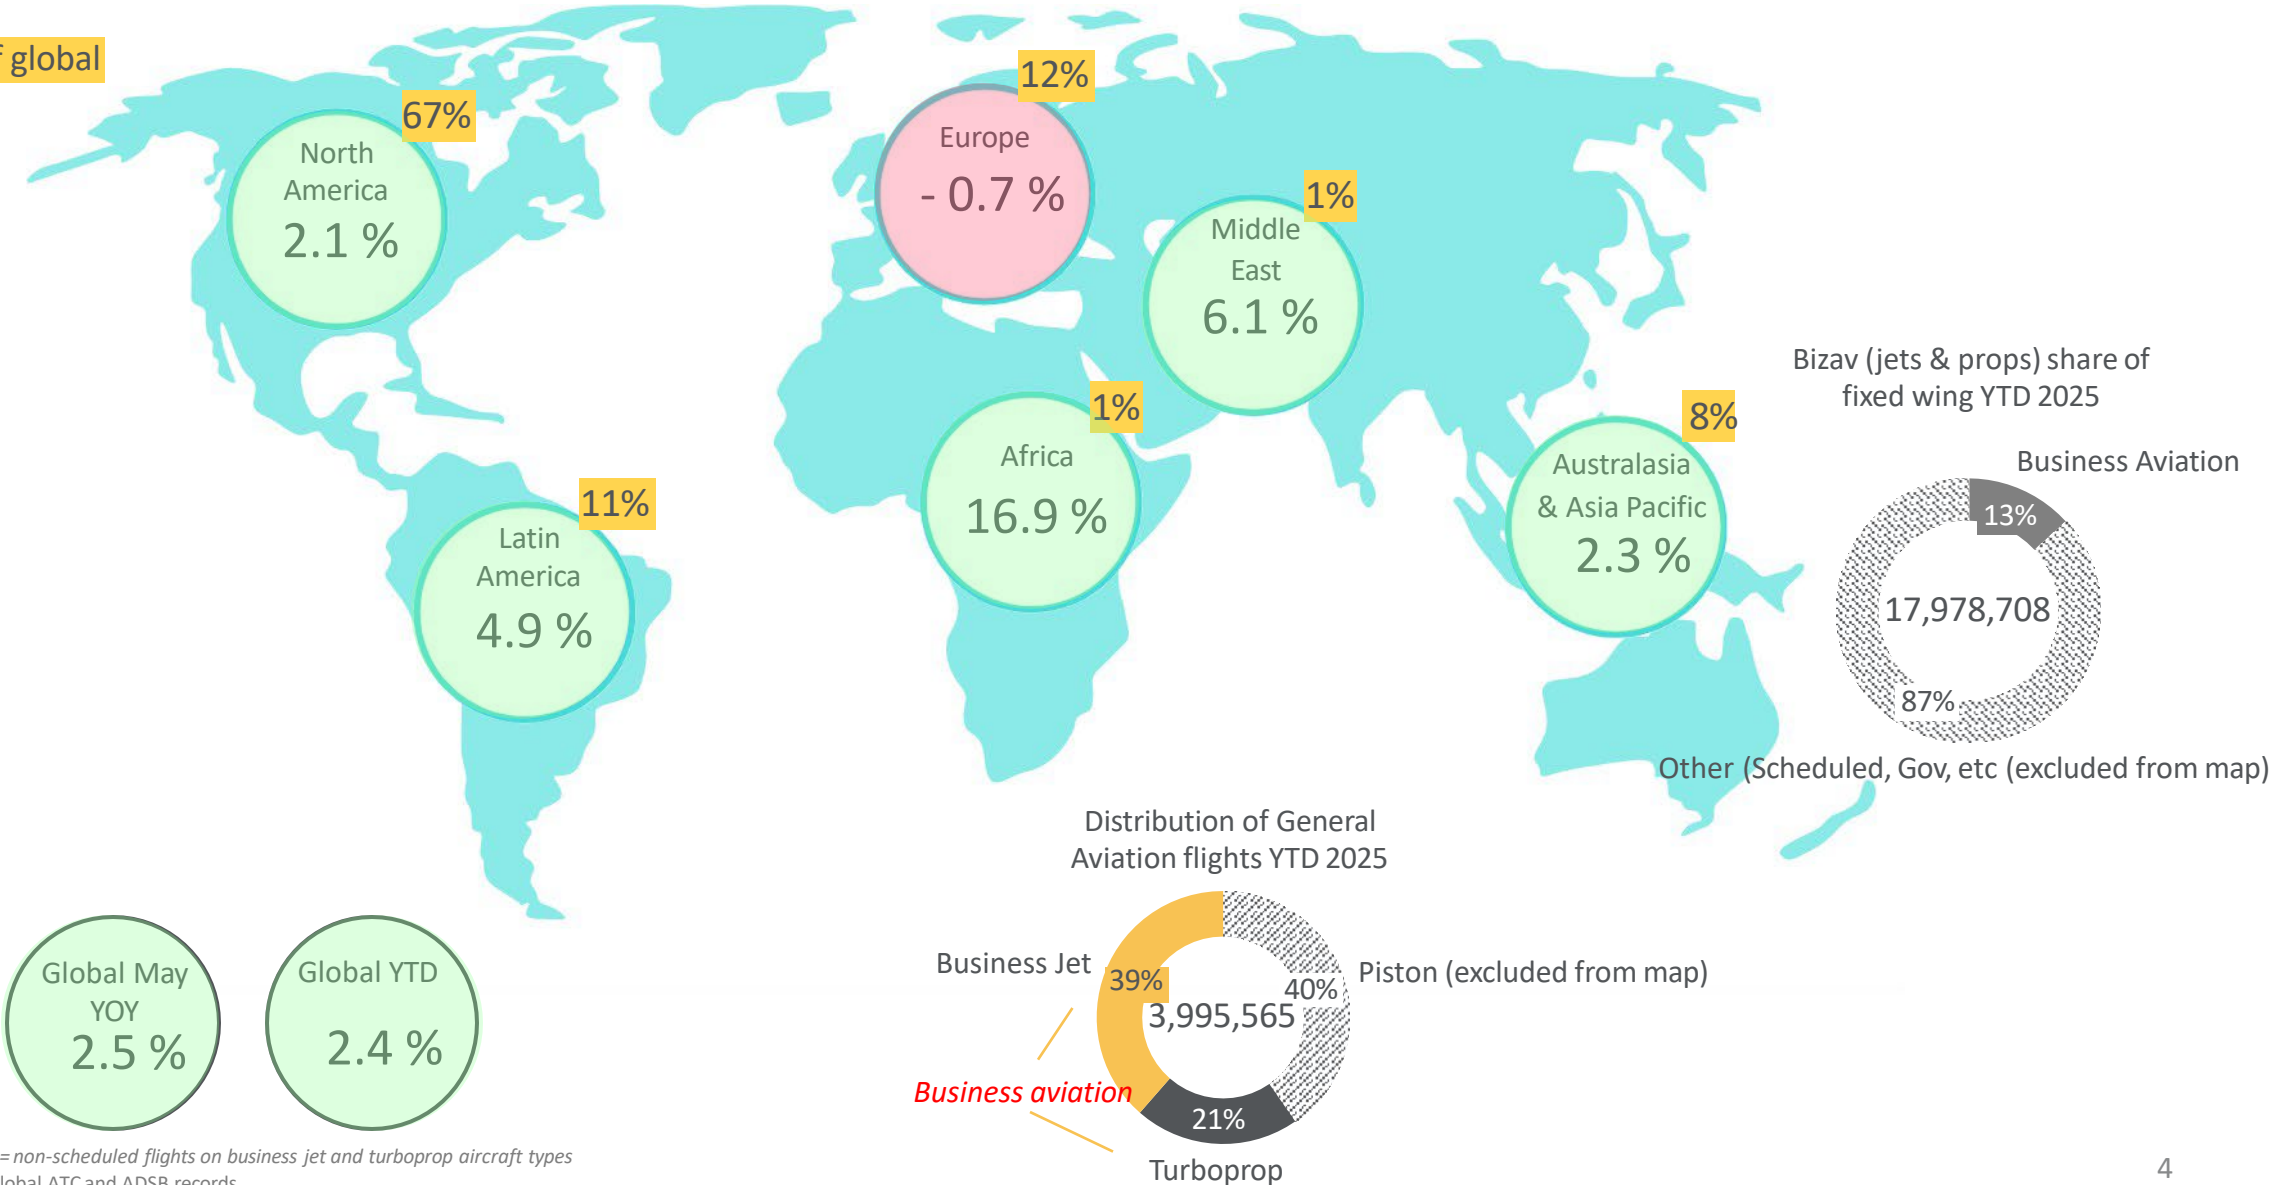 global
67%
North
America
2.1 %
12%
Europe
- 0.7 %
1%
Middle
East
6.1 %
1%
Africa
16.9 %
8%
Australasia
& Asia Pacific
2.3 %
11%
Latin
America
4.9 %
Bizav (jets & props) share of
fixed wing YTD 2025
Business Aviation
13%
17,978,708
87%
Other (Scheduled, Gov, etc (excluded from map)
Distribution of General
Aviation flights YTD 2025
Business Jet
39%
3,995,565
40%
Piston (excluded from map)
Business aviation
21%
Turboprop
Global May
YOY
2.5 %
Global YTD
2.4 %
= non-scheduled flights on business jet and turboprop aircraft types
ATC and ADSB records
4